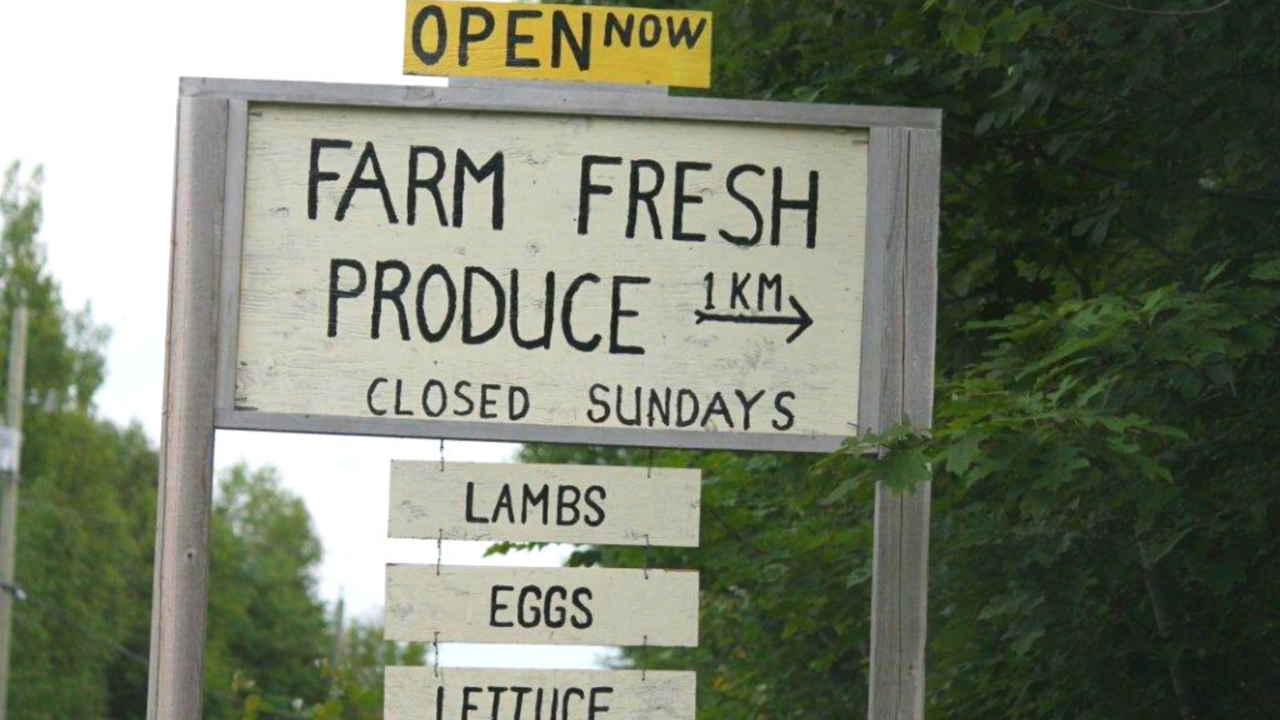 OPEN NOW
FARM FRESH
PRODUCE 1KM
CLOSED SUNDAYS
LAMBS
EGGS
LETTUCE